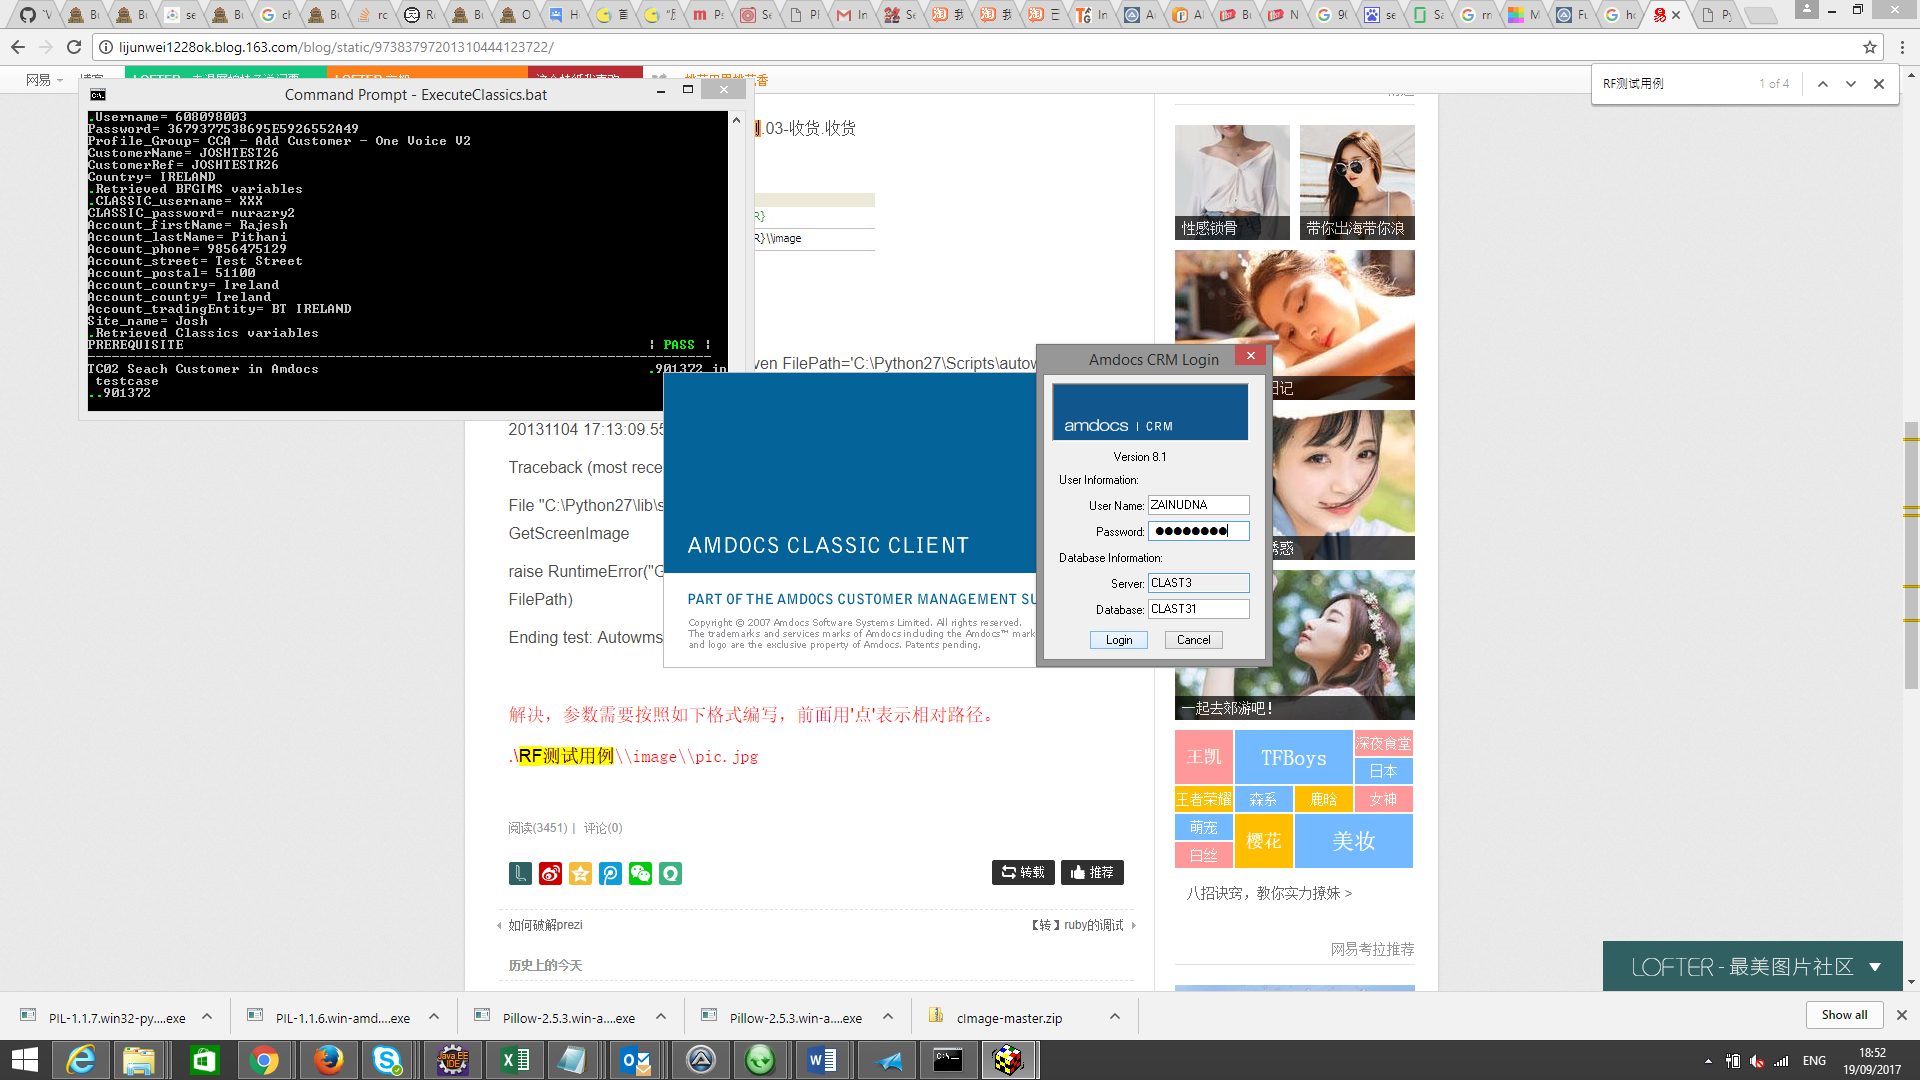 lijunwei1228ok.blog.163.com/blog/static/97383797201310444123722/
网易
RF测试用例
1 of 4
Command Prompt - ExecuteClassics.bat
.Username= 608098003
Password= 3679377538695E5926552A49
Profile_Group= CCA - Add Customer - One Voice V2
CustomerName= JOSHTEST26
CustomerRef= JOSHTESTR26
Country= IRELAND
.Retrieved BFGIMS variables
.CLASSIC_username= XXX
CLASSIC_password= nurazry2
Account_firstName= Rajesh
Account_lastName= Pithani
Account_phone= 9856475129
Account_street= Test Street
Account_postal= 51100
Account_country= Ireland
Account_county= Ireland
Account_tradingEntity= BT IRELAND
Site_name= Josh
.Retrieved Classics variables
PREREQUISITE | PASS |
TC02 Seach Customer in Amdocs .901372 in
testcase
..901372
.03-收货.收货
R}
R}\\image
ven FilePath='C:\Python27\Scripts\autow
20131104 17:13:09.55
Traceback (most rece
File "C:\Python27\lib\s
GetScreenImage
raise RuntimeError("G
FilePath)
Ending test: Autowms
AMDOCS CLASSIC CLIENT
PART OF THE AMDOCS CUSTOMER MANAGEMENT SU
Copyright © 2007 Amdocs Software Systems Limited. All rights reserved.
The trademarks and services marks of Amdocs including the Amdocs™ mark
and logo are the exclusive property of Amdocs. Patents pending.
Amdocs CRM Login
amdocs | CRM
Version 8.1
User Information:
User Name: ZAINUDNA
Password:
Database Information:
Server: CLAST3
Database: CLAST31
Login Cancel
解决，参数需要按照如下格式编写，前面用'点'表示相对路径。
.\RF测试用例\\image\\pic.jpg
阅读(3451) | 评论(0)
转载 推荐
如何破解prezi
【转】ruby的调试
历史上的今天
性感锁骨
带你出海带你浪
日记
诱惑
一起去郊游吧！
王凯 TFBoys 深夜食堂
日本
王者荣耀 森系 鹿晗 女神
萌宠 樱花 美妆
白丝
八招诀窍，教你实力撩妹 >
网易考拉推荐
LOFTER - 最美图片社区
PIL-1.1.7.win32-py....exe
PIL-1.1.6.win-amd....exe
Pillow-2.5.3.win-a....exe
Pillow-2.5.3.win-a....exe
cImage-master.zip
Show all
ENG
18:52
19/09/2017